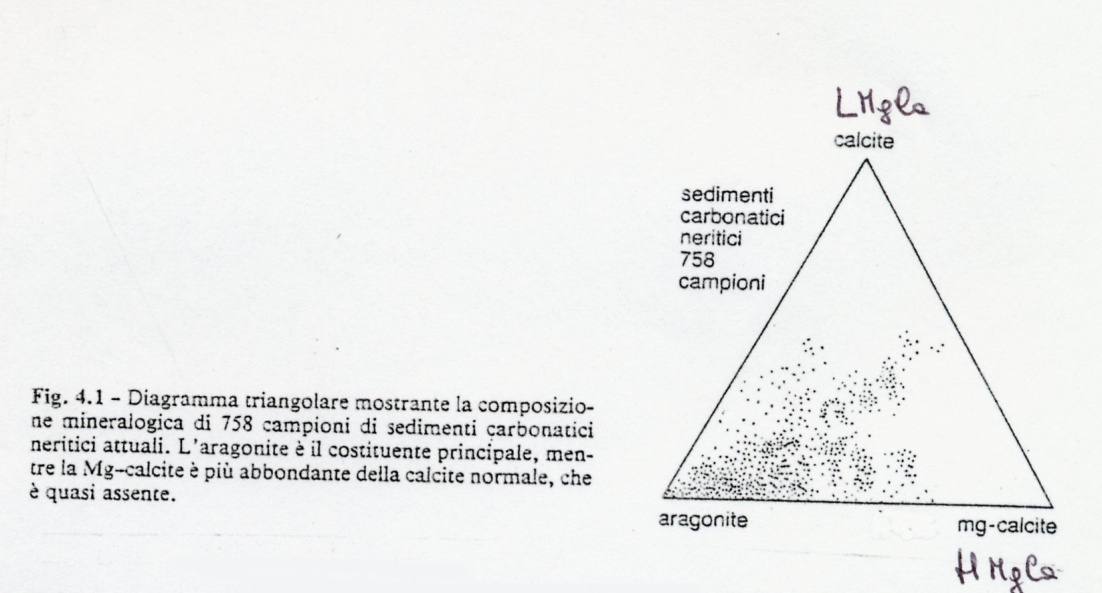 LMgCa
calcite
sedimenti
carbonatici
neritici
758
campioni
Fig. 4.1 – Diagramma triangolare mostrante la composizio-
ne mineralogica di 758 campioni di sedimenti carbonatici
neritici attuali. L'aragonite è il costituente principale, men-
tre la Mg-calcite è più abbondante della calcite normale, che
è quasi assente.
aragonite
mg-calcite
HMgCa